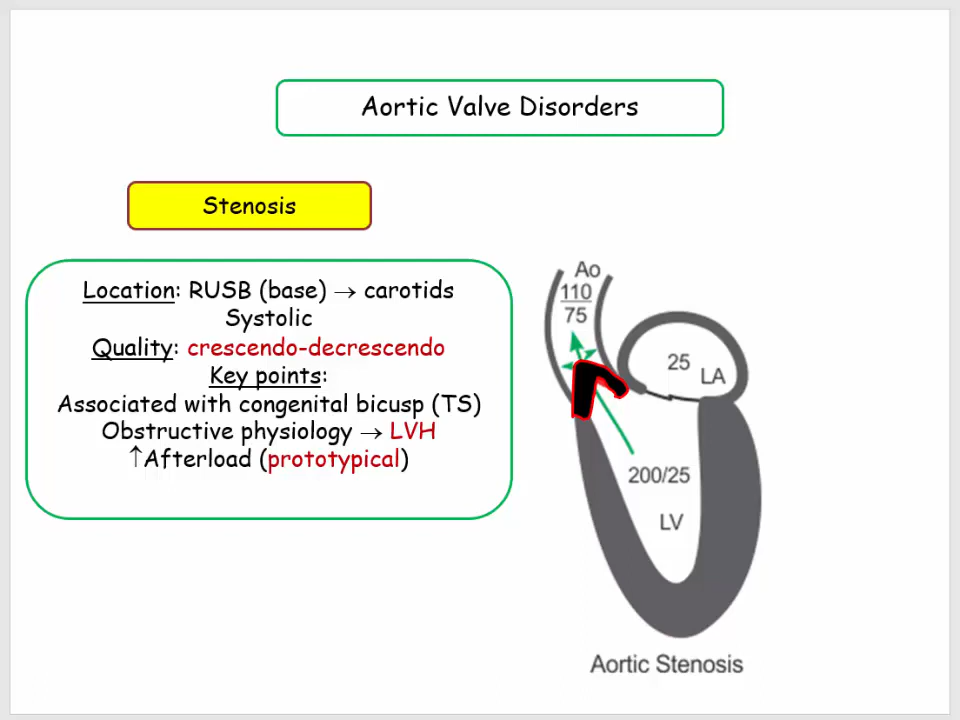 Aortic Valve Disorders
Stenosis
Location: RUSB (base) → carotids
Systolic
Quality: crescendo-decrescendo
Key points:
Associated with congenital bicusp (TS)
Obstructive physiology → LVH
↑Afterload (prototypical)
Ao
110
75
25
LA
200/25
LV
Aortic Stenosis